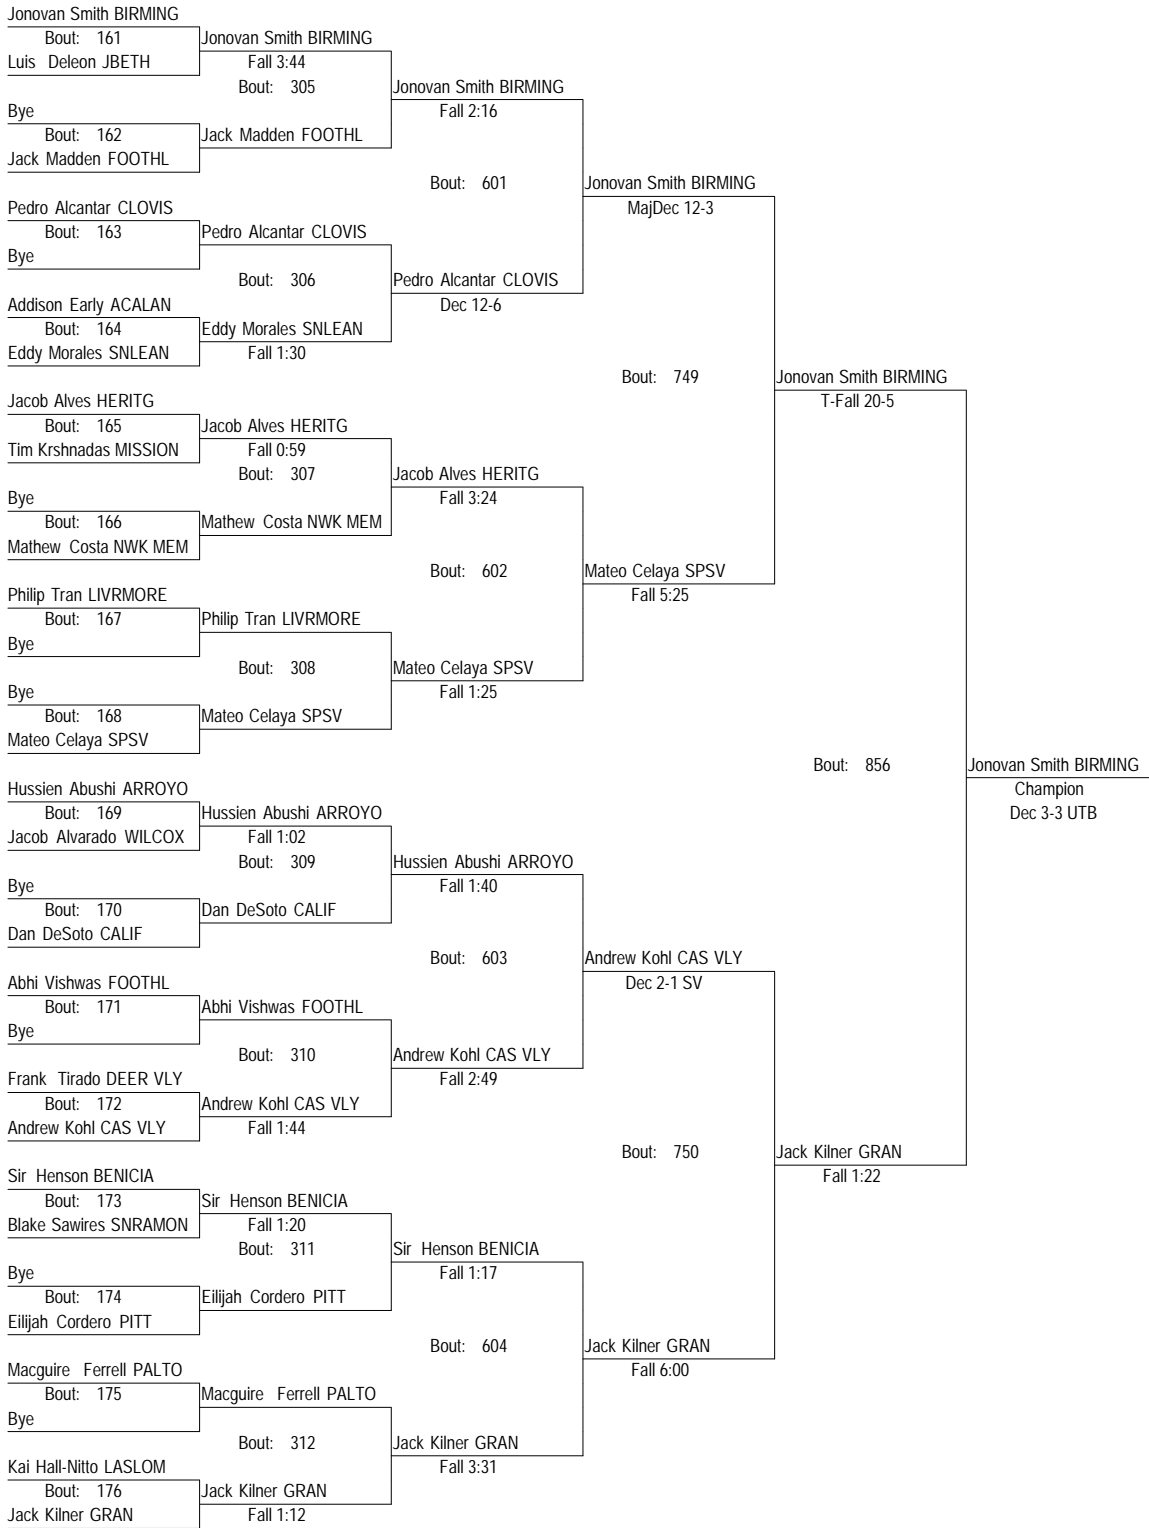 Jonovan Smith BIRMING
Bout: 161
Jonovan Smith BIRMING
Luis Deleon JBETH
Fall 3:44
Bout: 305
Jonovan Smith BIRMING
Bye
Fall 2:16
Bout: 162
Jack Madden FOOTHL
Jack Madden FOOTHL
Bout: 601
Jonovan Smith BIRMING
Pedro Alcantar CLOVIS
MajDec 12-3
Bout: 163
Pedro Alcantar CLOVIS
Bye
Bout: 306
Pedro Alcantar CLOVIS
Addison Early ACALAN
Dec 12-6
Bout: 164
Eddy Morales SNLEAN
Eddy Morales SNLEAN
Fall 1:30
Bout: 749
Jonovan Smith BIRMING
Jacob Alves HERITG
T-Fall 20-5
Bout: 165
Jacob Alves HERITG
Tim Krshnadas MISSION
Fall 0:59
Bout: 307
Jacob Alves HERITG
Bye
Fall 3:24
Bout: 166
Mathew Costa NWK MEM
Mathew Costa NWK MEM
Bout: 602
Mateo Celaya SPSV
Philip Tran LIVRMORE
Fall 5:25
Bout: 167
Philip Tran LIVRMORE
Bye
Bout: 308
Mateo Celaya SPSV
Bye
Fall 1:25
Bout: 168
Mateo Celaya SPSV
Mateo Celaya SPSV
Bout: 856
Jonovan Smith BIRMING
Hussien Abushi ARROYO
Champion
Bout: 169
Hussien Abushi ARROYO
Dec 3-3 UTB
Jacob Alvarado WILCOX
Fall 1:02
Bout: 309
Hussien Abushi ARROYO
Bye
Fall 1:40
Bout: 170
Dan DeSoto CALIF
Dan DeSoto CALIF
Bout: 603
Andrew Kohl CAS VLY
Abhi Vishwas FOOTHL
Dec 2-1 SV
Bout: 171
Abhi Vishwas FOOTHL
Bye
Bout: 310
Andrew Kohl CAS VLY
Frank Tirado DEER VLY
Fall 2:49
Bout: 172
Andrew Kohl CAS VLY
Andrew Kohl CAS VLY
Fall 1:44
Bout: 750
Jack Kilner GRAN
Sir Henson BENICIA
Fall 1:22
Bout: 173
Sir Henson BENICIA
Blake Sawires SNRAMON
Fall 1:20
Bout: 311
Sir Henson BENICIA
Bye
Fall 1:17
Bout: 174
Eilijah Cordero PITT
Eilijah Cordero PITT
Bout: 604
Jack Kilner GRAN
Macguire Ferrell PALTO
Fall 6:00
Bout: 175
Macguire Ferrell PALTO
Bye
Bout: 312
Jack Kilner GRAN
Kai Hall-Nitto LASLOM
Fall 3:31
Bout: 176
Jack Kilner GRAN
Jack Kilner GRAN
Fall 1:12